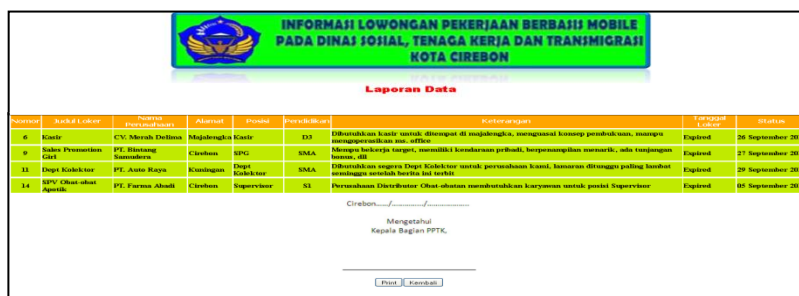 INFORMASI LOWONGAN PEKERJAAN BERBASIS MOBILE
PADA DINAS SOSIAL, TENAGA KERJA DAN TRANSMIGRASI
KOTA CIREBON
Laporan Data
Nomor Judul Loker Nama Perusahaan Alamat Posisi Pendidikan Keterangan Tanggal Loker Status
6 Kasir CV. Merah Delima Majalengka Kasir D3 Dibutuhkan kasir untuk ditempat di majalengka, menguasai konsep pembukuan, mampu mengoperasikan ms. office Expired 26 September 20
9 Sales Promotion Girl PT. Bintang Samudera Cirebon SPG SMA Mampu bekerja target, memiliki kendaraan pribadi, berpenampilan menarik, ada tunjangan bonus, dll Expired 27 September 20
11 Dept Kolektor PT. Auto Raya Kuningan Dept Kolektor SMA Dibutuhkan segera Dept Kolektor untuk perusahaan kami, lamaran ditunggu paling lambat seminggu setelah berita ini terbit Expired 29 September 20
14 SPV Obat-obat Apotik PT. Farma Abadi Cirebon Supervisor S1 Perusahaan Distributor Obat-obatan membutuhkan karyawan untuk posisi Supervisor Expired 05 September 20
Cirebon....../................/....................
Mengetahui
Kepala Bagian PPTK,
Print Kembali